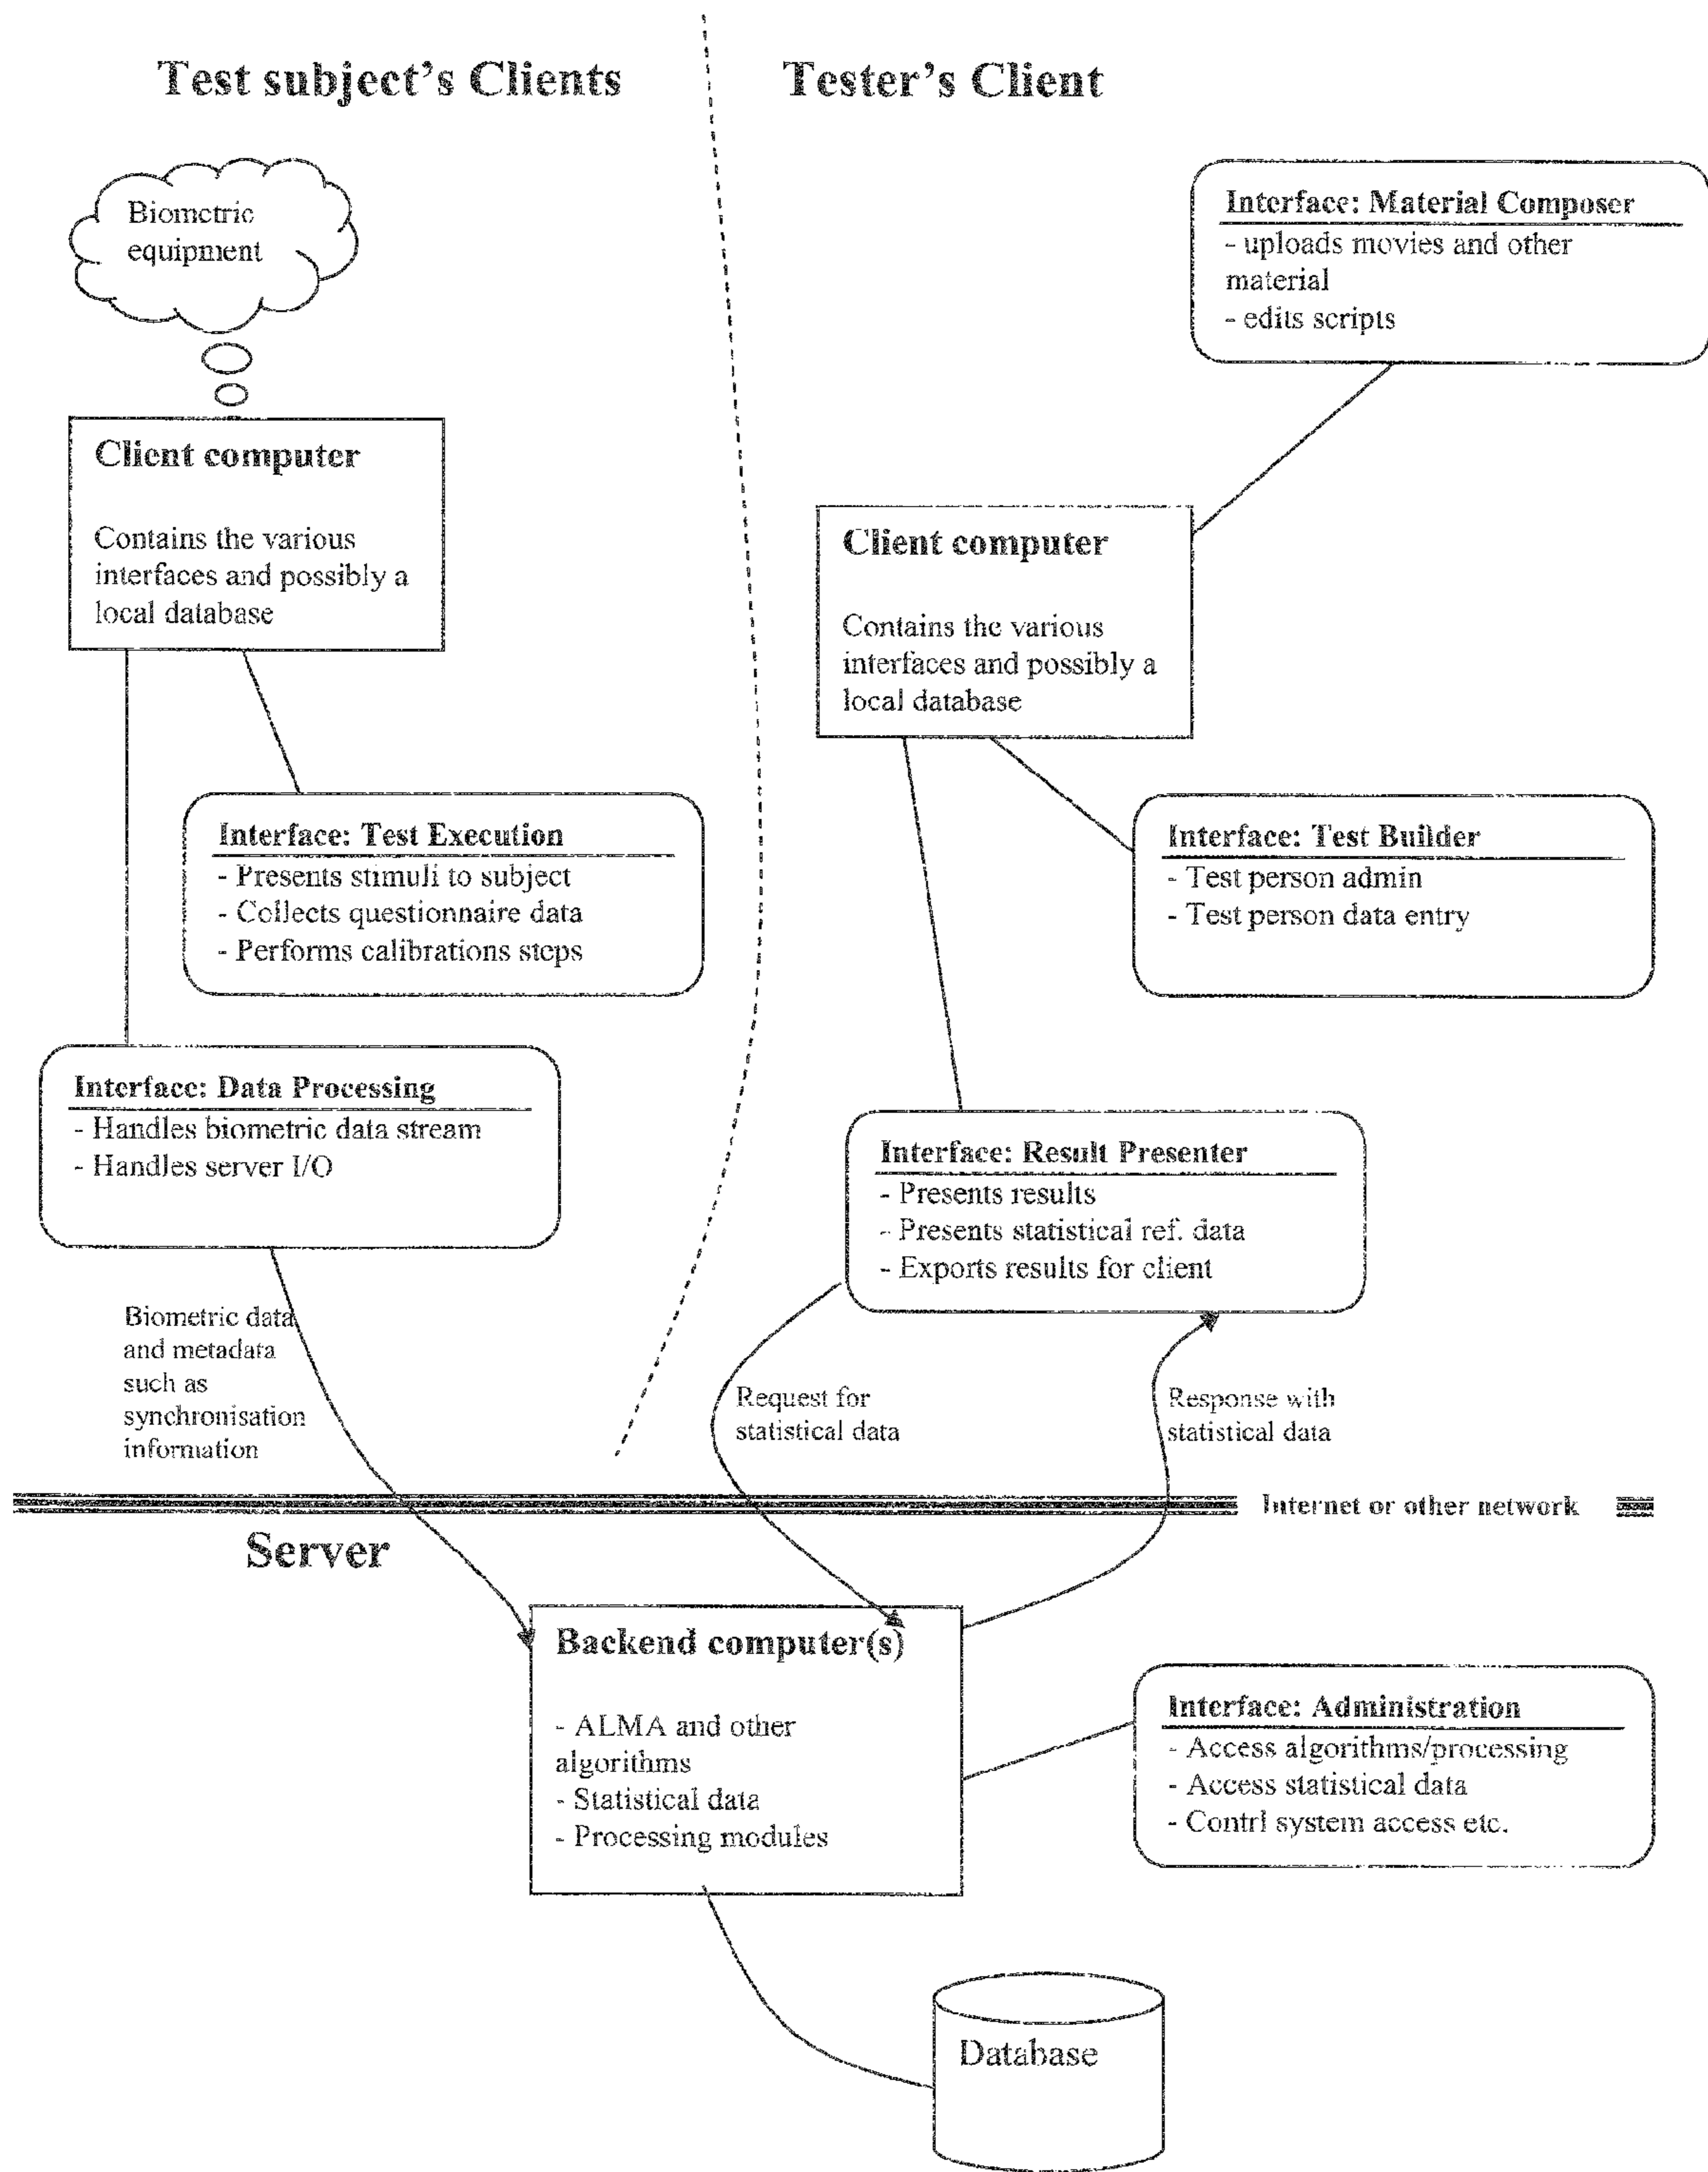 Test subject's Clients
Tester's Client
Biometric
equipment
Interface: Material Composer
- uploads movies and other
material
- edits scripts
Client computer
Contains the various
interfaces and possibly a
local database
Client computer
Contains the various
interfaces and possibly a
local database
Interface: Test Execution
- Presents stimuli to subject
- Collects questionnaire data
- Performs calibrations steps
Interface: Test Builder
- Test person admin
- Test person data entry
Interface: Data Processing
- Handles biometric data stream
- Handles server I/O
Interface: Result Presenter
- Presents results
- Presents statistical ref. data
- Exports results for client
Biometric data
and metadata
such as
synchronisation
information
Request for
statistical data
Response with
statistical data
Internet or other network
Server
Backend computer(s)
- ALMA and other
algorithms
- Statistical data
- Processing modules
Interface: Administration
- Access algorithms/processing
- Access statistical data
- Contrl system access etc.
Database